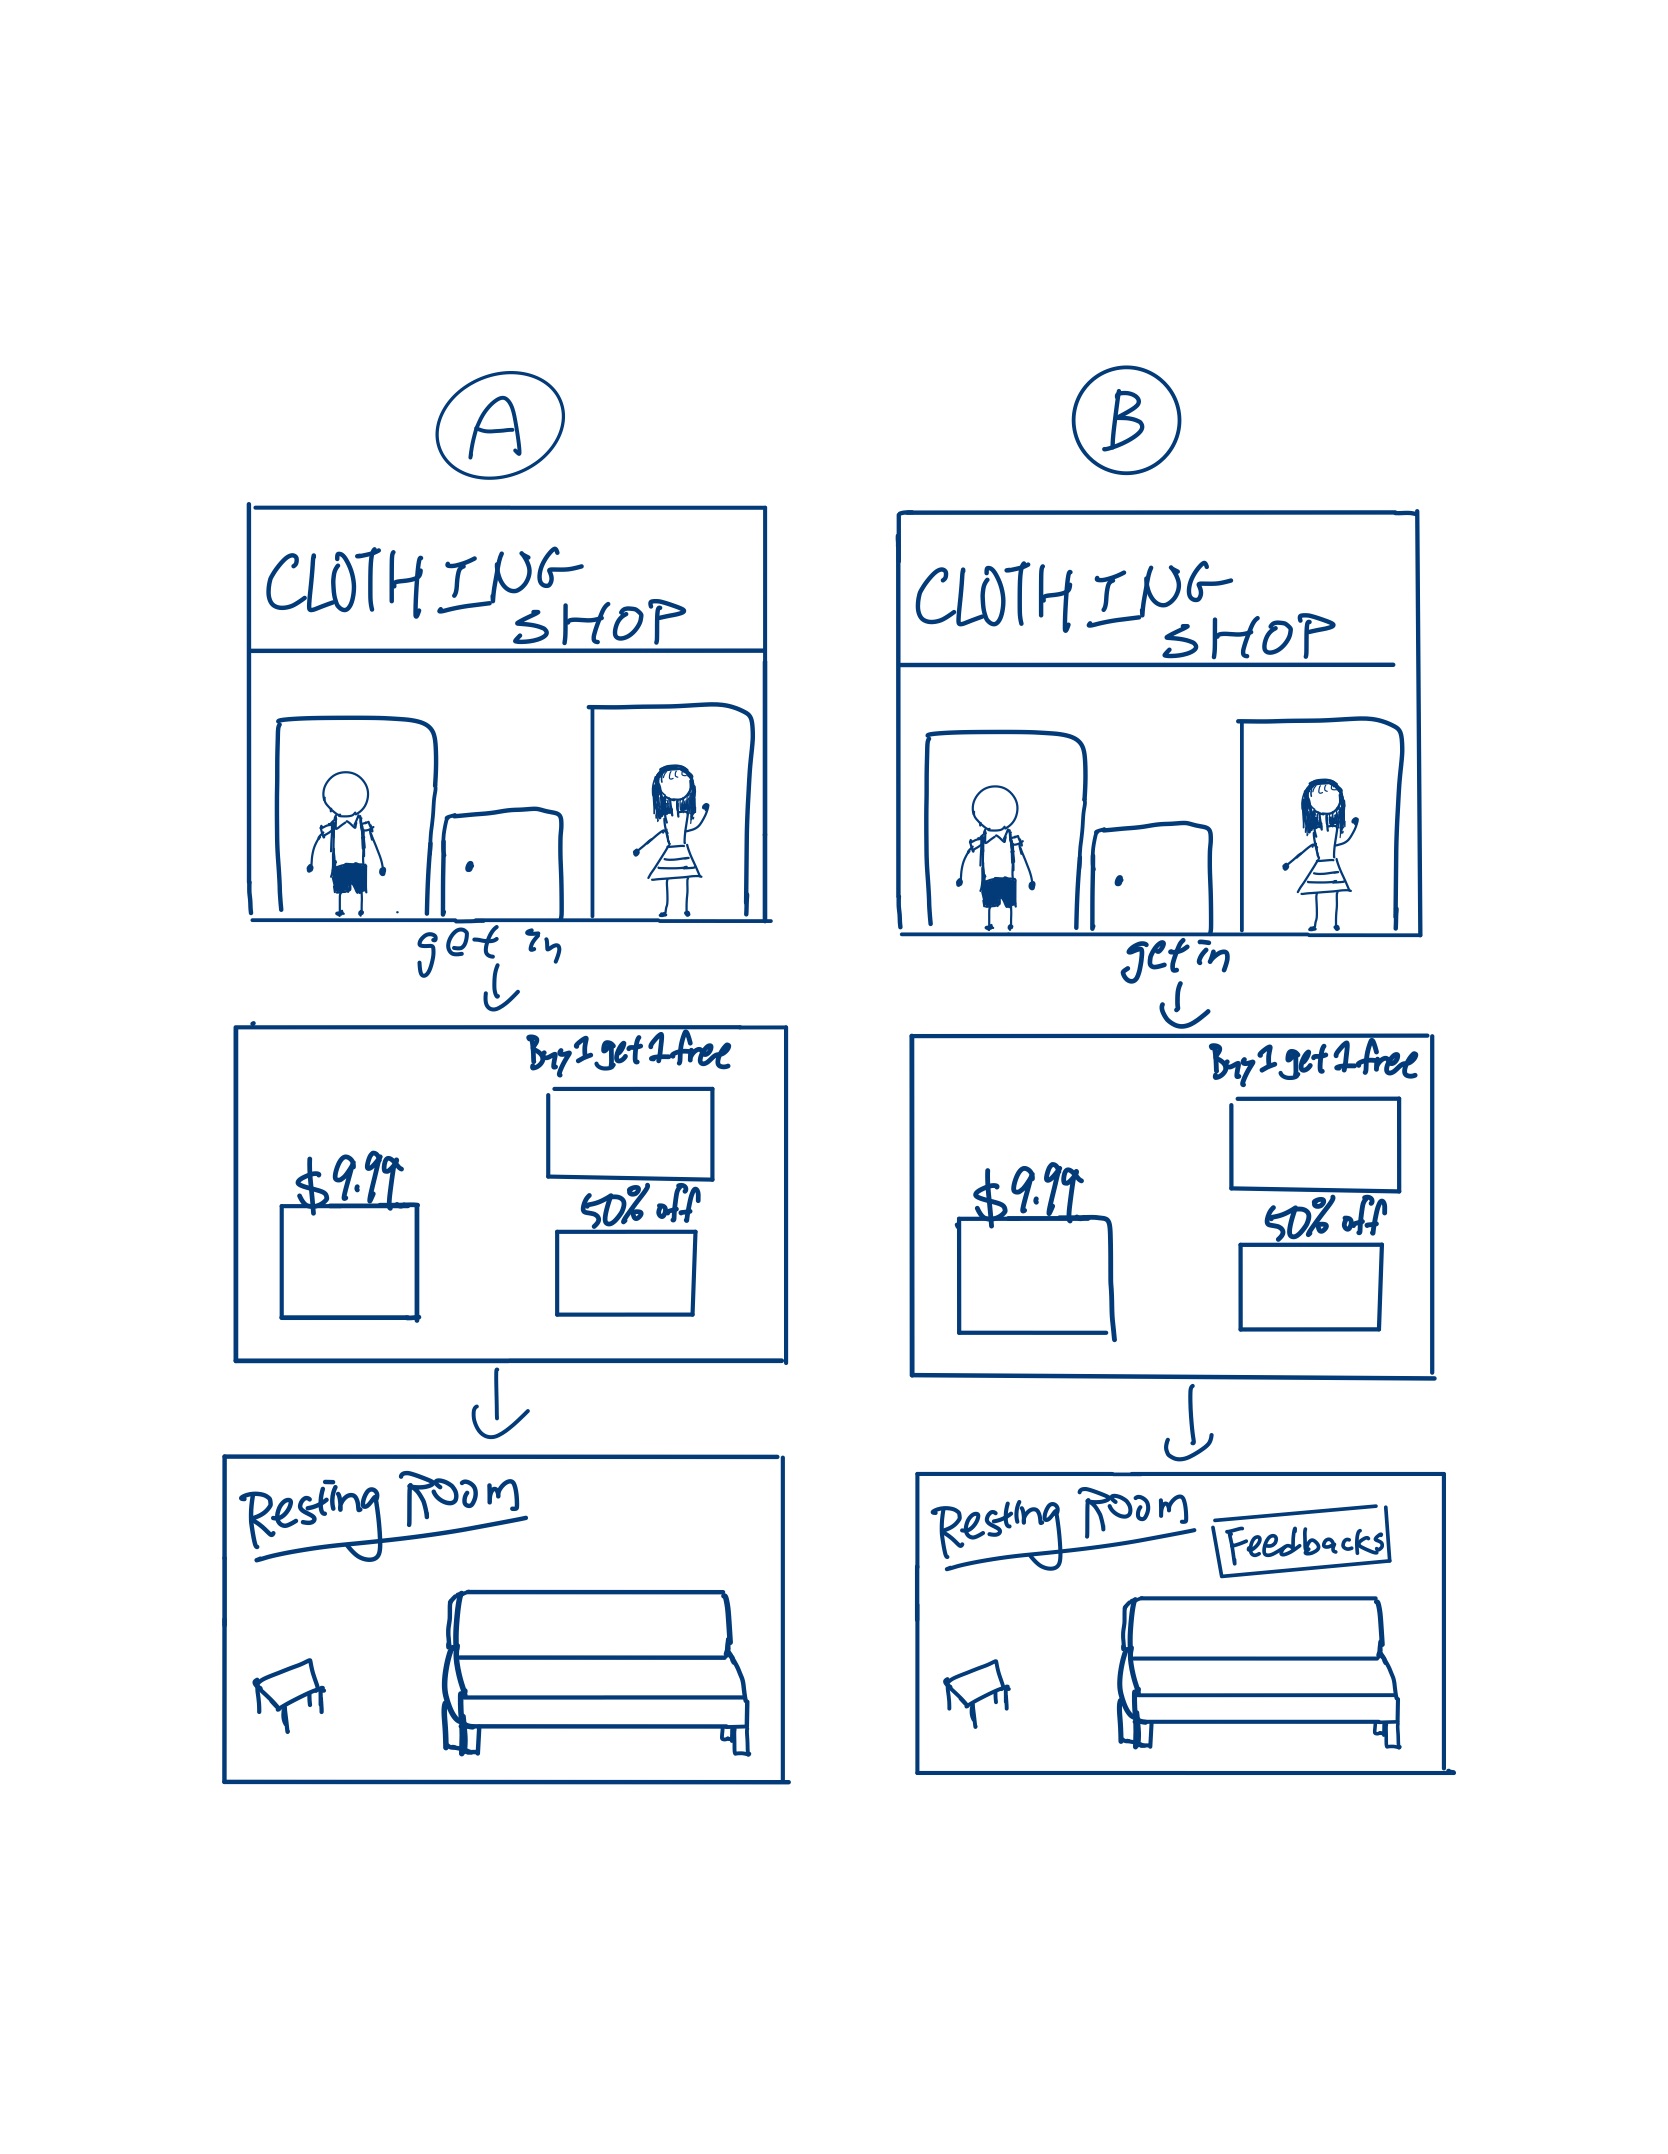 A
CLOTHING
SHOP
get in
Buy 1 get 1 free
$9.99
50% off
Resting Room
B
CLOTHING
SHOP
get in
Buy 1 get 1 free
$9.99
50% off
Resting Room
Feedbacks